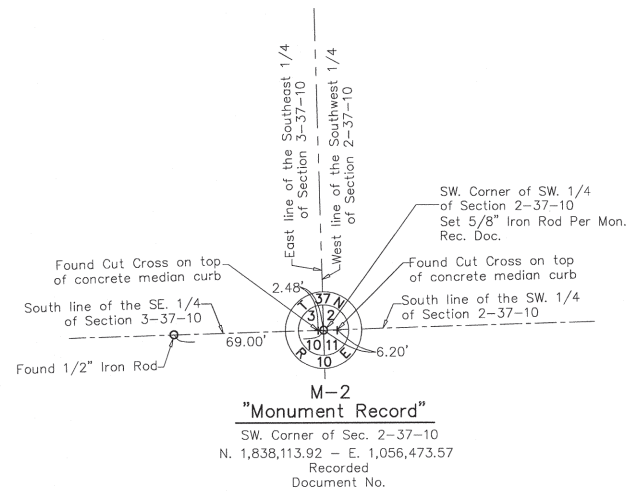 East line of the Southeast 1/4
of Section 3-37-10
West line of the Southwest 1/4
of Section 2-37-10
SW. Corner of SW. 1/4
of Section 2-37-10
Set 5/8" Iron Rod Per Mon.
Rec. Doc.
Found Cut Cross on top
of concrete median curb
Found Cut Cross on top
of concrete median curb
2.48'
South line of the SE. 1/4
of Section 3-37-10
South line of the SW. 1/4
of Section 2-37-10
T 37 N
3 2
10 11
R 10 E
69.00'
6.20'
Found 1/2" Iron Rod
M-2
"Monument Record"
SW. Corner of Sec. 2-37-10
N. 1,838,113.92 - E. 1,056,473.57
Recorded
Document No.